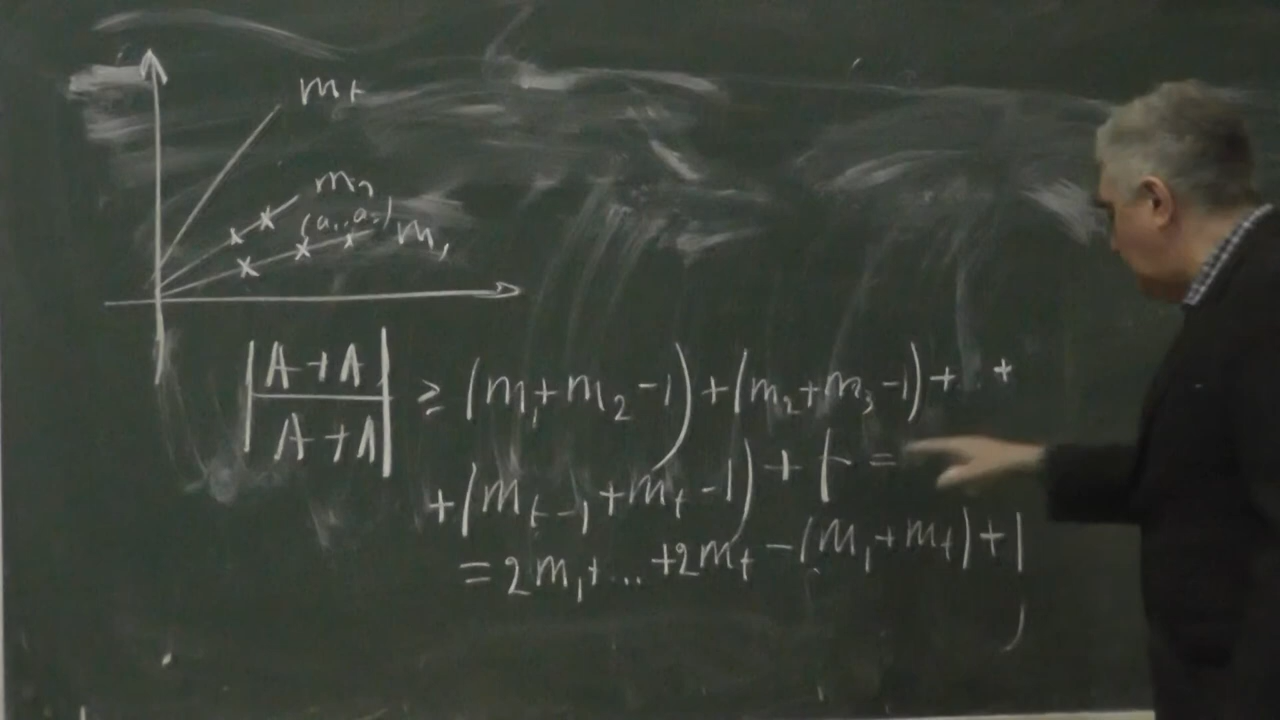 m_t
m_2
(a_1, a_2) m_1
|(A+A)/(A+A)| ≥ (m_1+m_2-1)+(m_2+m_3-1)+..+
+(m_{t-1}+m_t-1)+t=
=2m_1+...+2m_t-(m_1+m_t)+1